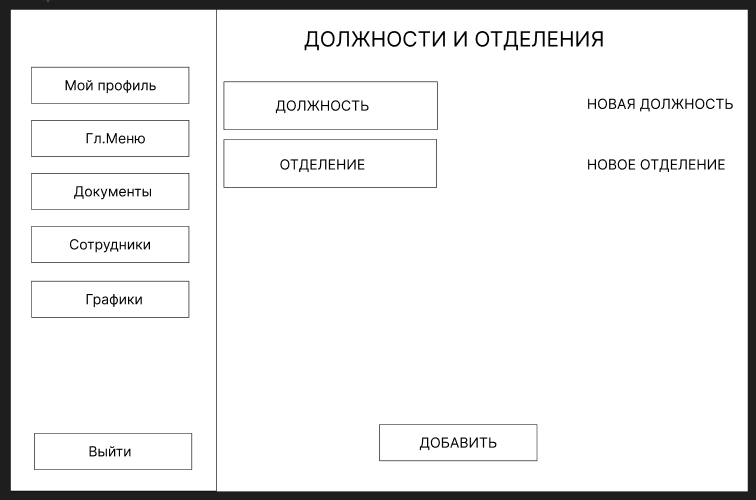 ДОЛЖНОСТИ И ОТДЕЛЕНИЯ
Мой профиль
Гл.Меню
Документы
Сотрудники
Графики
Выйти
ДОЛЖНОСТЬ
НОВАЯ ДОЛЖНОСТЬ
ОТДЕЛЕНИЕ
НОВОЕ ОТДЕЛЕНИЕ
ДОБАВИТЬ